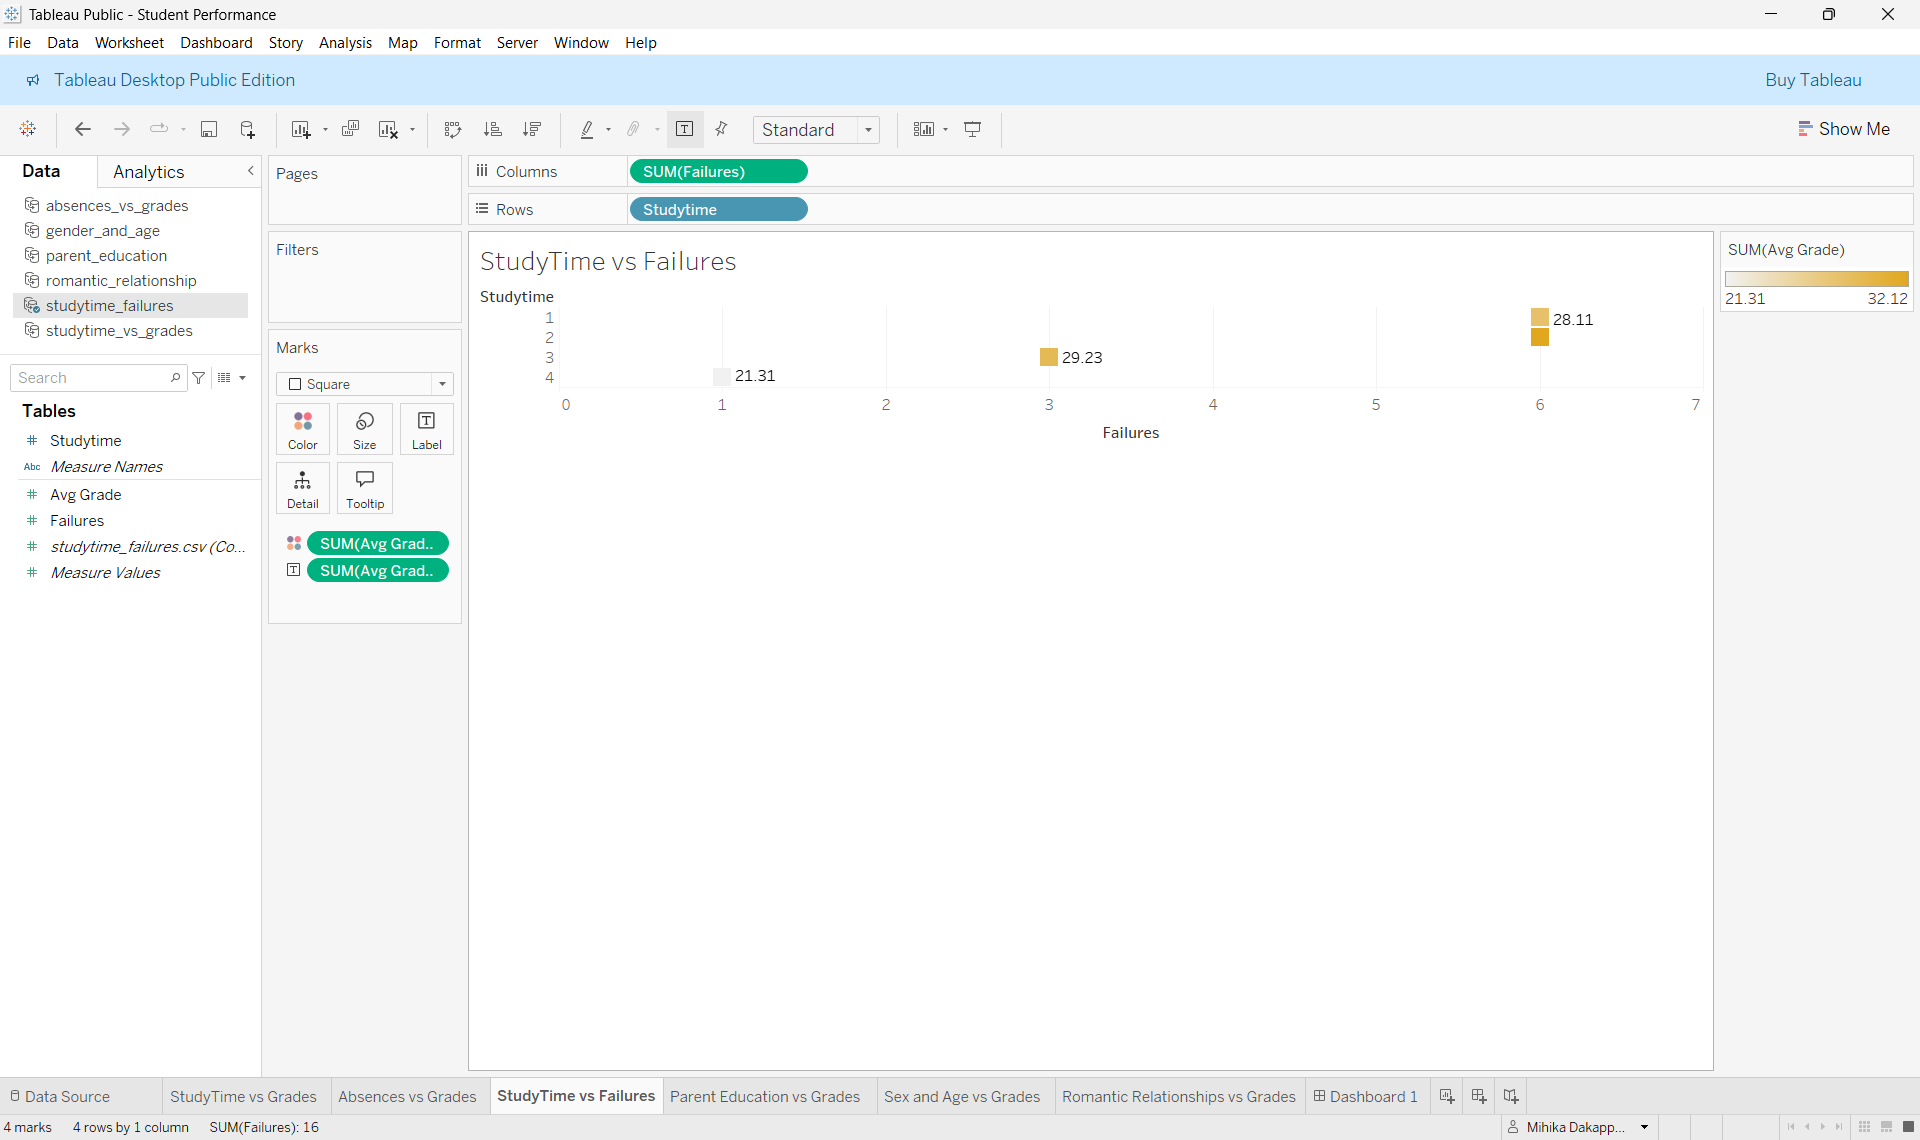 Tableau Public - Student Performance
File Data Worksheet Dashboard Story Analysis Map Format Server Window Help
Tableau Desktop Public Edition
Buy Tableau
Standard
Show Me
Data
Analytics
absences_vs_grades
gender_and_age
parent_education
romantic_relationship
studytime_failures
studytime_vs_grades
Search
Tables
Studytime
Abc Measure Names
Avg Grade
Failures
studytime_failures.csv (Co...
Measure Values
Pages
Filters
Marks
Square
Color
Size
Label
Detail
Tooltip
SUM(Avg Grad..
SUM(Avg Grad..
Columns
SUM(Failures)
Rows
Studytime
StudyTime vs Failures
Studytime
1
2
3
4
28.11
29.23
21.31
0 1 2 3 4 5 6 7
Failures
SUM(Avg Grade)
21.31
32.12
Data Source
StudyTime vs Grades
Absences vs Grades
StudyTime vs Failures
Parent Education vs Grades
Sex and Age vs Grades
Romantic Relationships vs Grades
Dashboard 1
4 marks
4 rows by 1 column
SUM(Failures): 16
Mihika Dakapp...